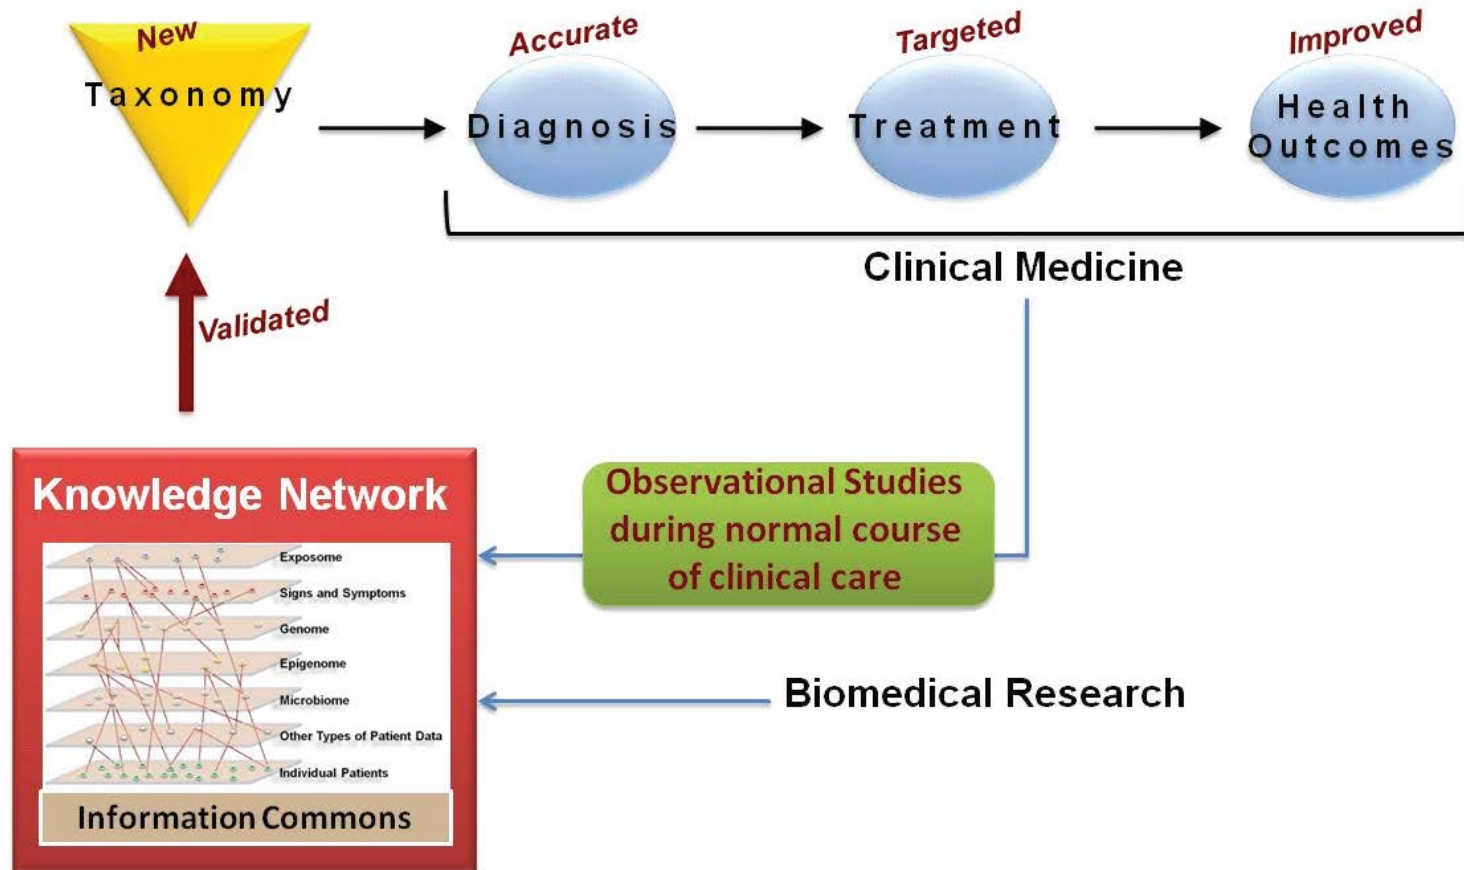 New
Taxonomy
Accurate
Diagnosis
Targeted
Treatment
Improved
Health
Outcomes
Clinical Medicine
Validated
Knowledge Network
Exposome
Signs and Symptoms
Genome
Epigenome
Microbiome
Other Types of Patient Data
Individual Patients
Information Commons
Observational Studies
during normal course
of clinical care
Biomedical Research